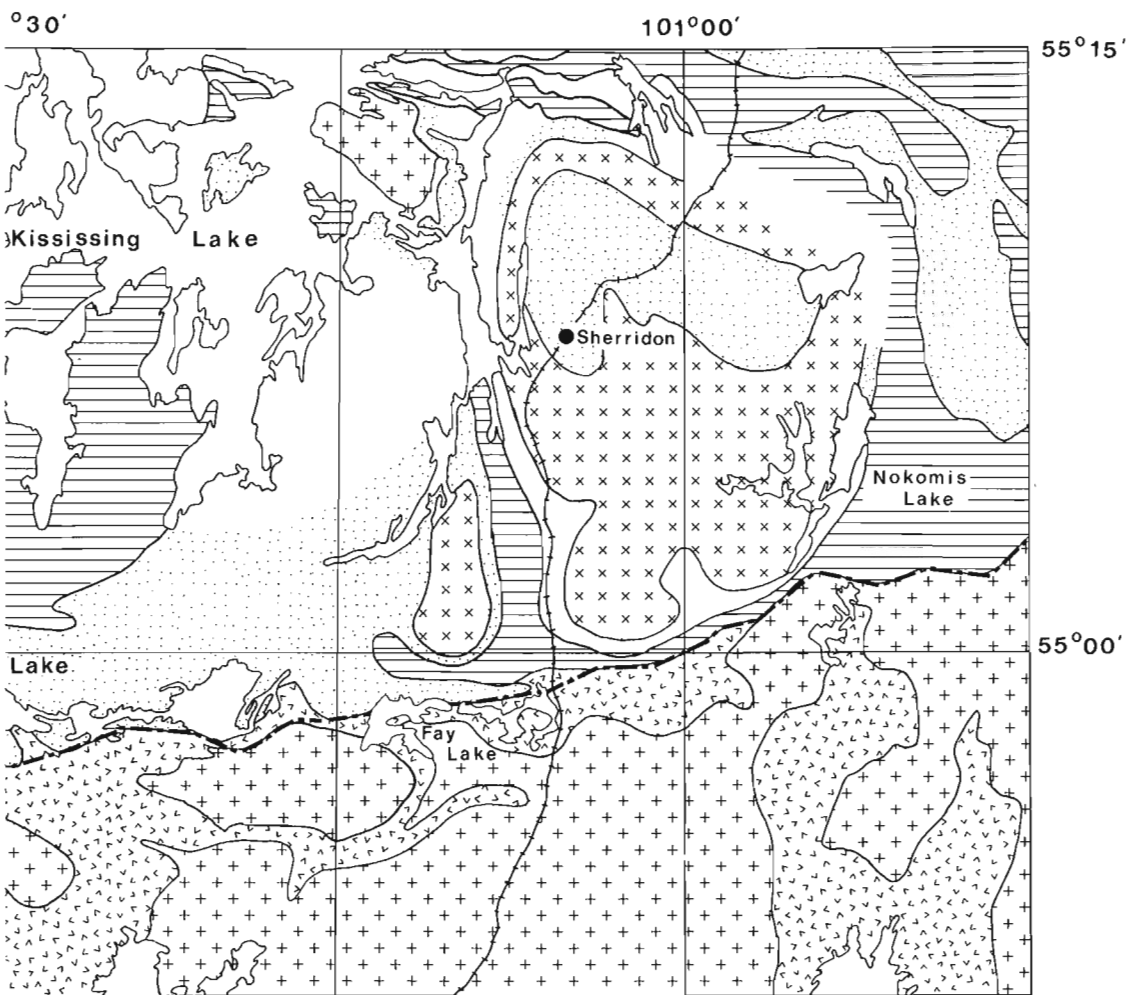 °30′
101°00′
55°15′
Kississing Lake
Sherridon
Nokomis
Lake
55°00′
Lake
Fay
Lake